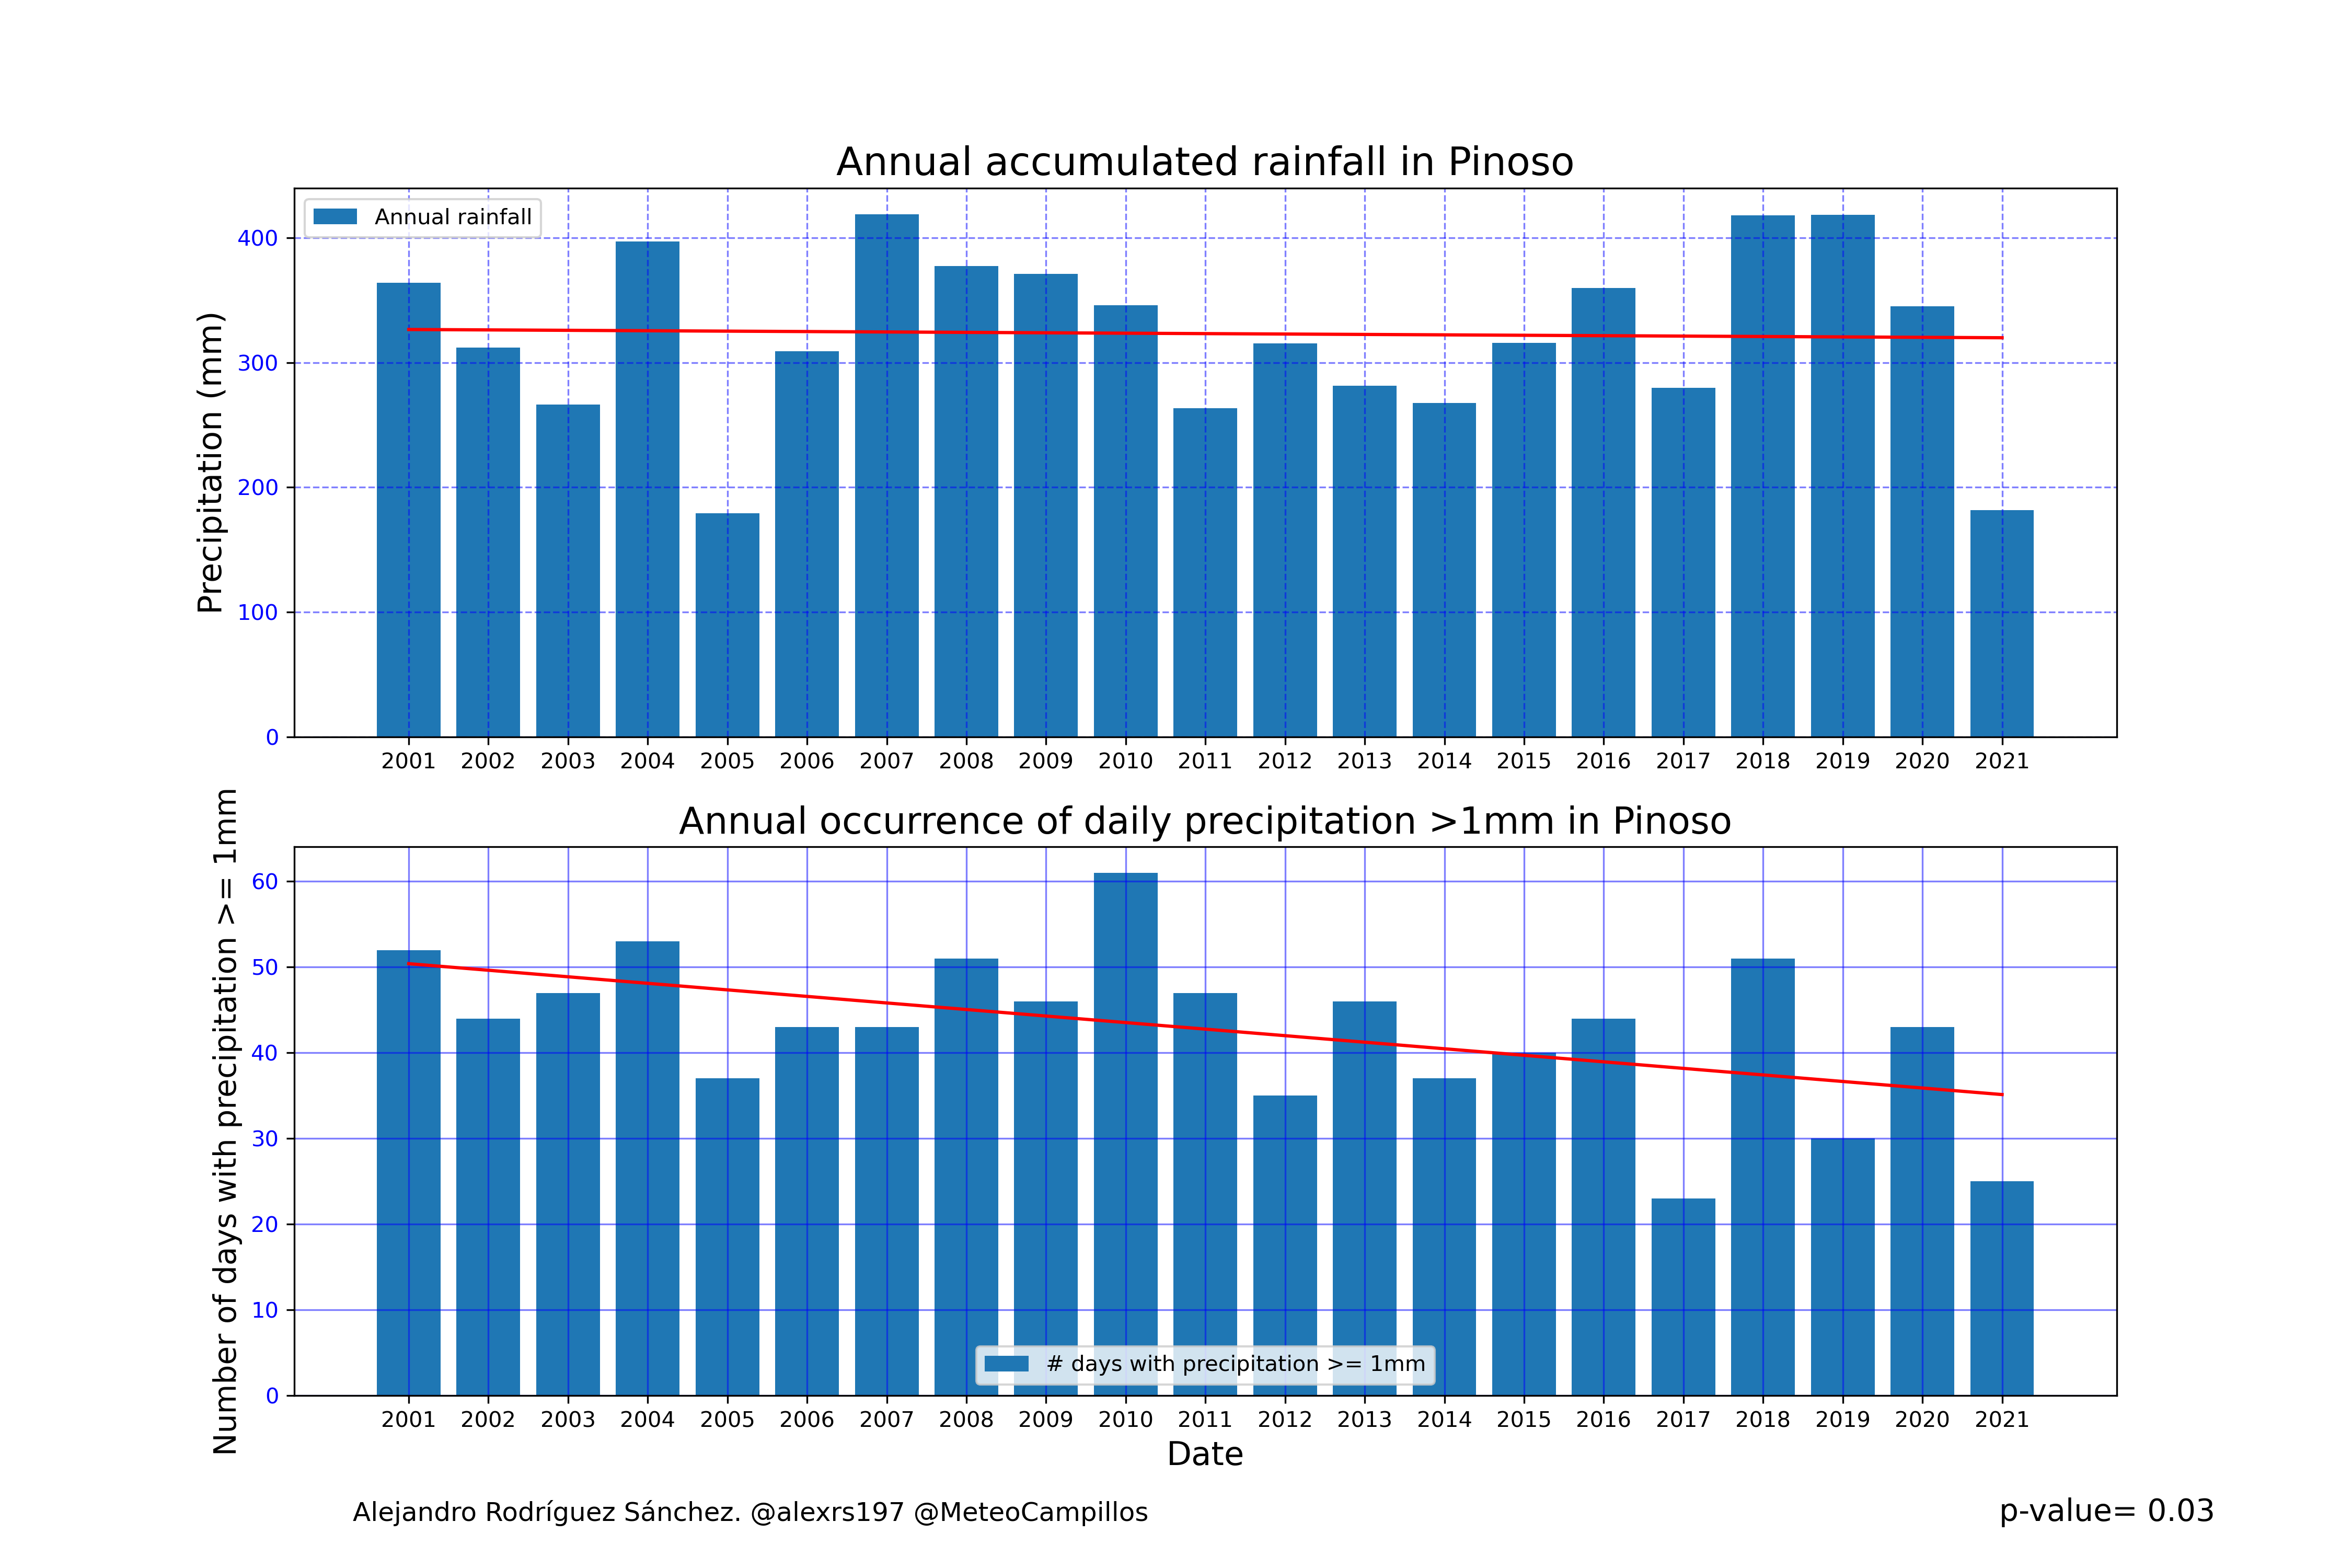 Annual accumulated rainfall in Pinoso
Annual rainfall
Precipitation (mm)
400
300
200
100
0
2001 2002 2003 2004 2005 2006 2007 2008 2009 2010 2011 2012 2013 2014 2015 2016 2017 2018 2019 2020 2021
Annual occurrence of daily precipitation >1mm in Pinoso
Number of days with precipitation >= 1mm
60
50
40
30
20
10
0
# days with precipitation >= 1mm
2001 2002 2003 2004 2005 2006 2007 2008 2009 2010 2011 2012 2013 2014 2015 2016 2017 2018 2019 2020 2021
Date
Alejandro Rodríguez Sánchez. @alexrs197 @MeteoCampillos
p-value= 0.03